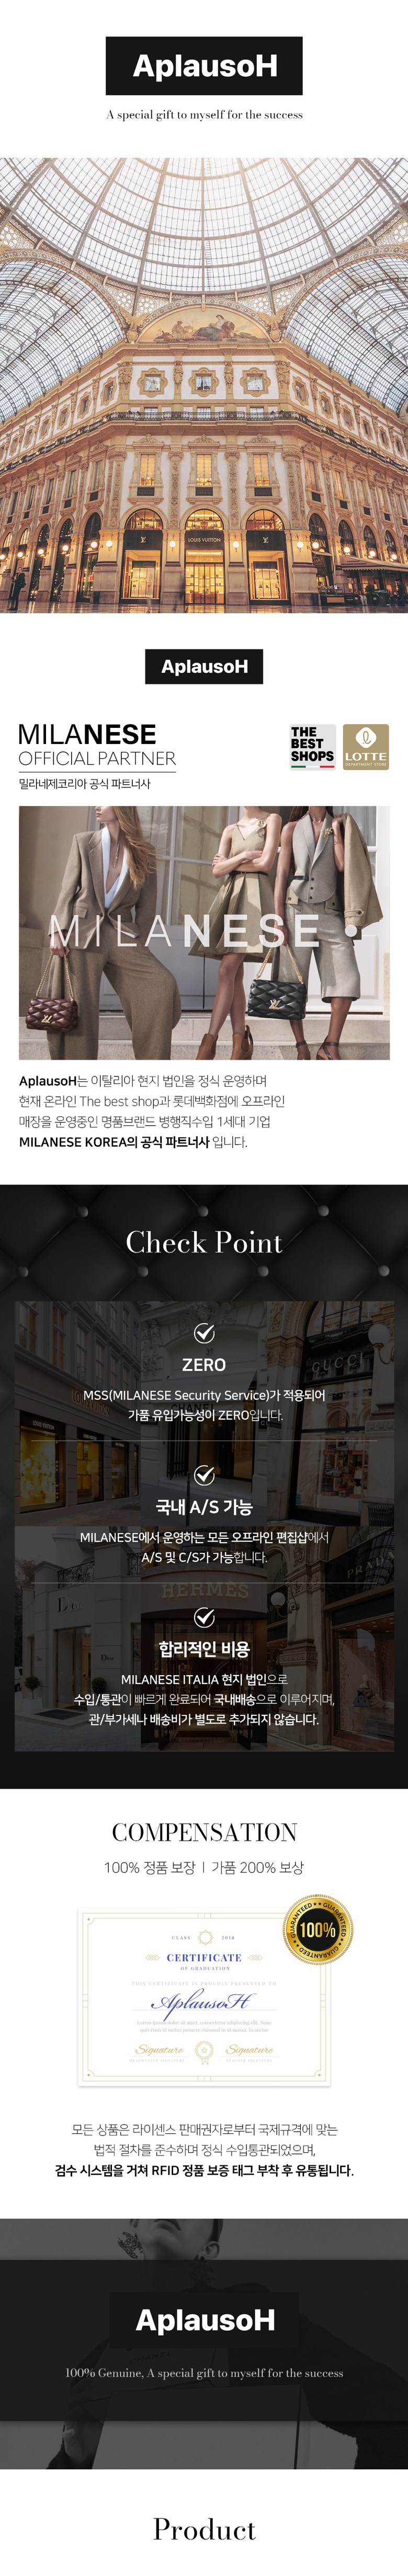 AplausoH
A special gift to myself for the success
LOUIS VUITTON
AplausoH
MILANESE
OFFICIAL PARTNER
밀라네제코리아 공식 파트너사
THE
BEST
SHOPS
LOTTE
DEPARTMENT STORE
MILANESE
AplausoH는 이탈리아 현지 법인을 정식 운영하며
현재 온라인 The best shop과 롯데백화점에 오프라인
매장을 운영중인 명품브랜드 병행직수입 1세대 기업
MILANESE KOREA의 공식 파트너사 입니다.
Check Point
ZERO
GUCCI
MSS(MILANESE Security Service)가 적용되어
가품 유입가능성이 ZERO입니다.
CHANEL
국내 A/S 가능
MILANESE에서 운영하는 모든 오프라인 편집샵에서
A/S 및 C/S가 가능합니다.
PRADA
HERMES
Dior
합리적인 비용
Dior
MILANESE ITALIA 현지 법인으로
수입/통관이 빠르게 완료되어 국내배송으로 이루어지며,
관/부가세나 배송비가 별도로 추가되지 않습니다.
COMPENSATION
100% 정품 보장 | 가품 200% 보상
GUARANTEED
100%
GUARANTEED
CLASS 2018
CERTIFICATE
OF GRADUATION
THIS CERTIFICATE IS PROUDLY PRESENTED TO
AplausoH
Signature Signature
모든 상품은 라이센스 판매권자로부터 국제규격에 맞는
법적 절차를 준수하며 정식 수입통관되었으며,
검수 시스템을 거쳐 RFID 정품 보증 태그 부착 후 유통됩니다.
AplausoH
100% Genuine, A special gift to myself for the success
Product